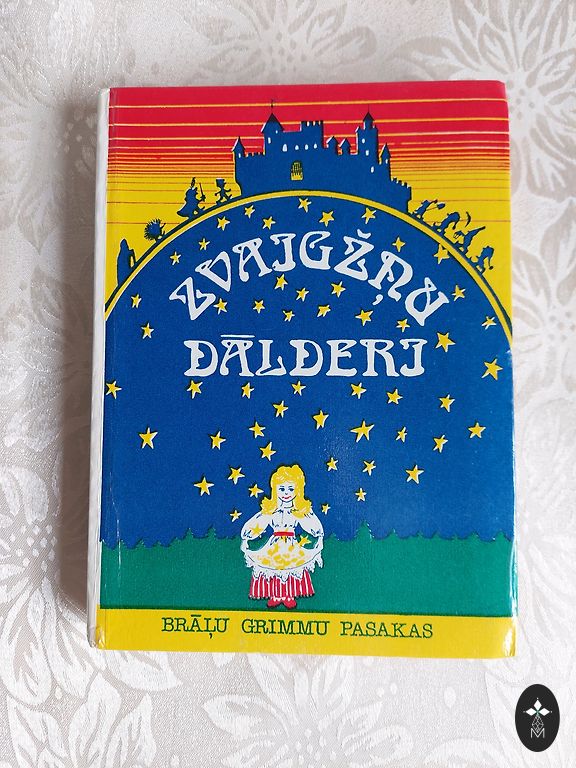 ZVAIGŽŅU
DĀLDERI
BRĀĻU GRIMMU PASAKAS
M